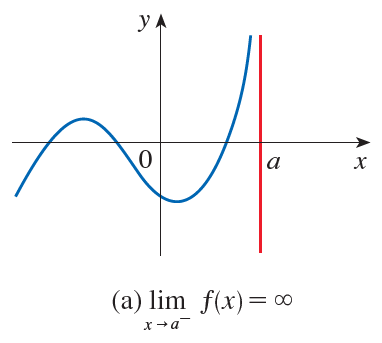 y
0
a
x
(a) lim f(x) = ∞
x→a⁻